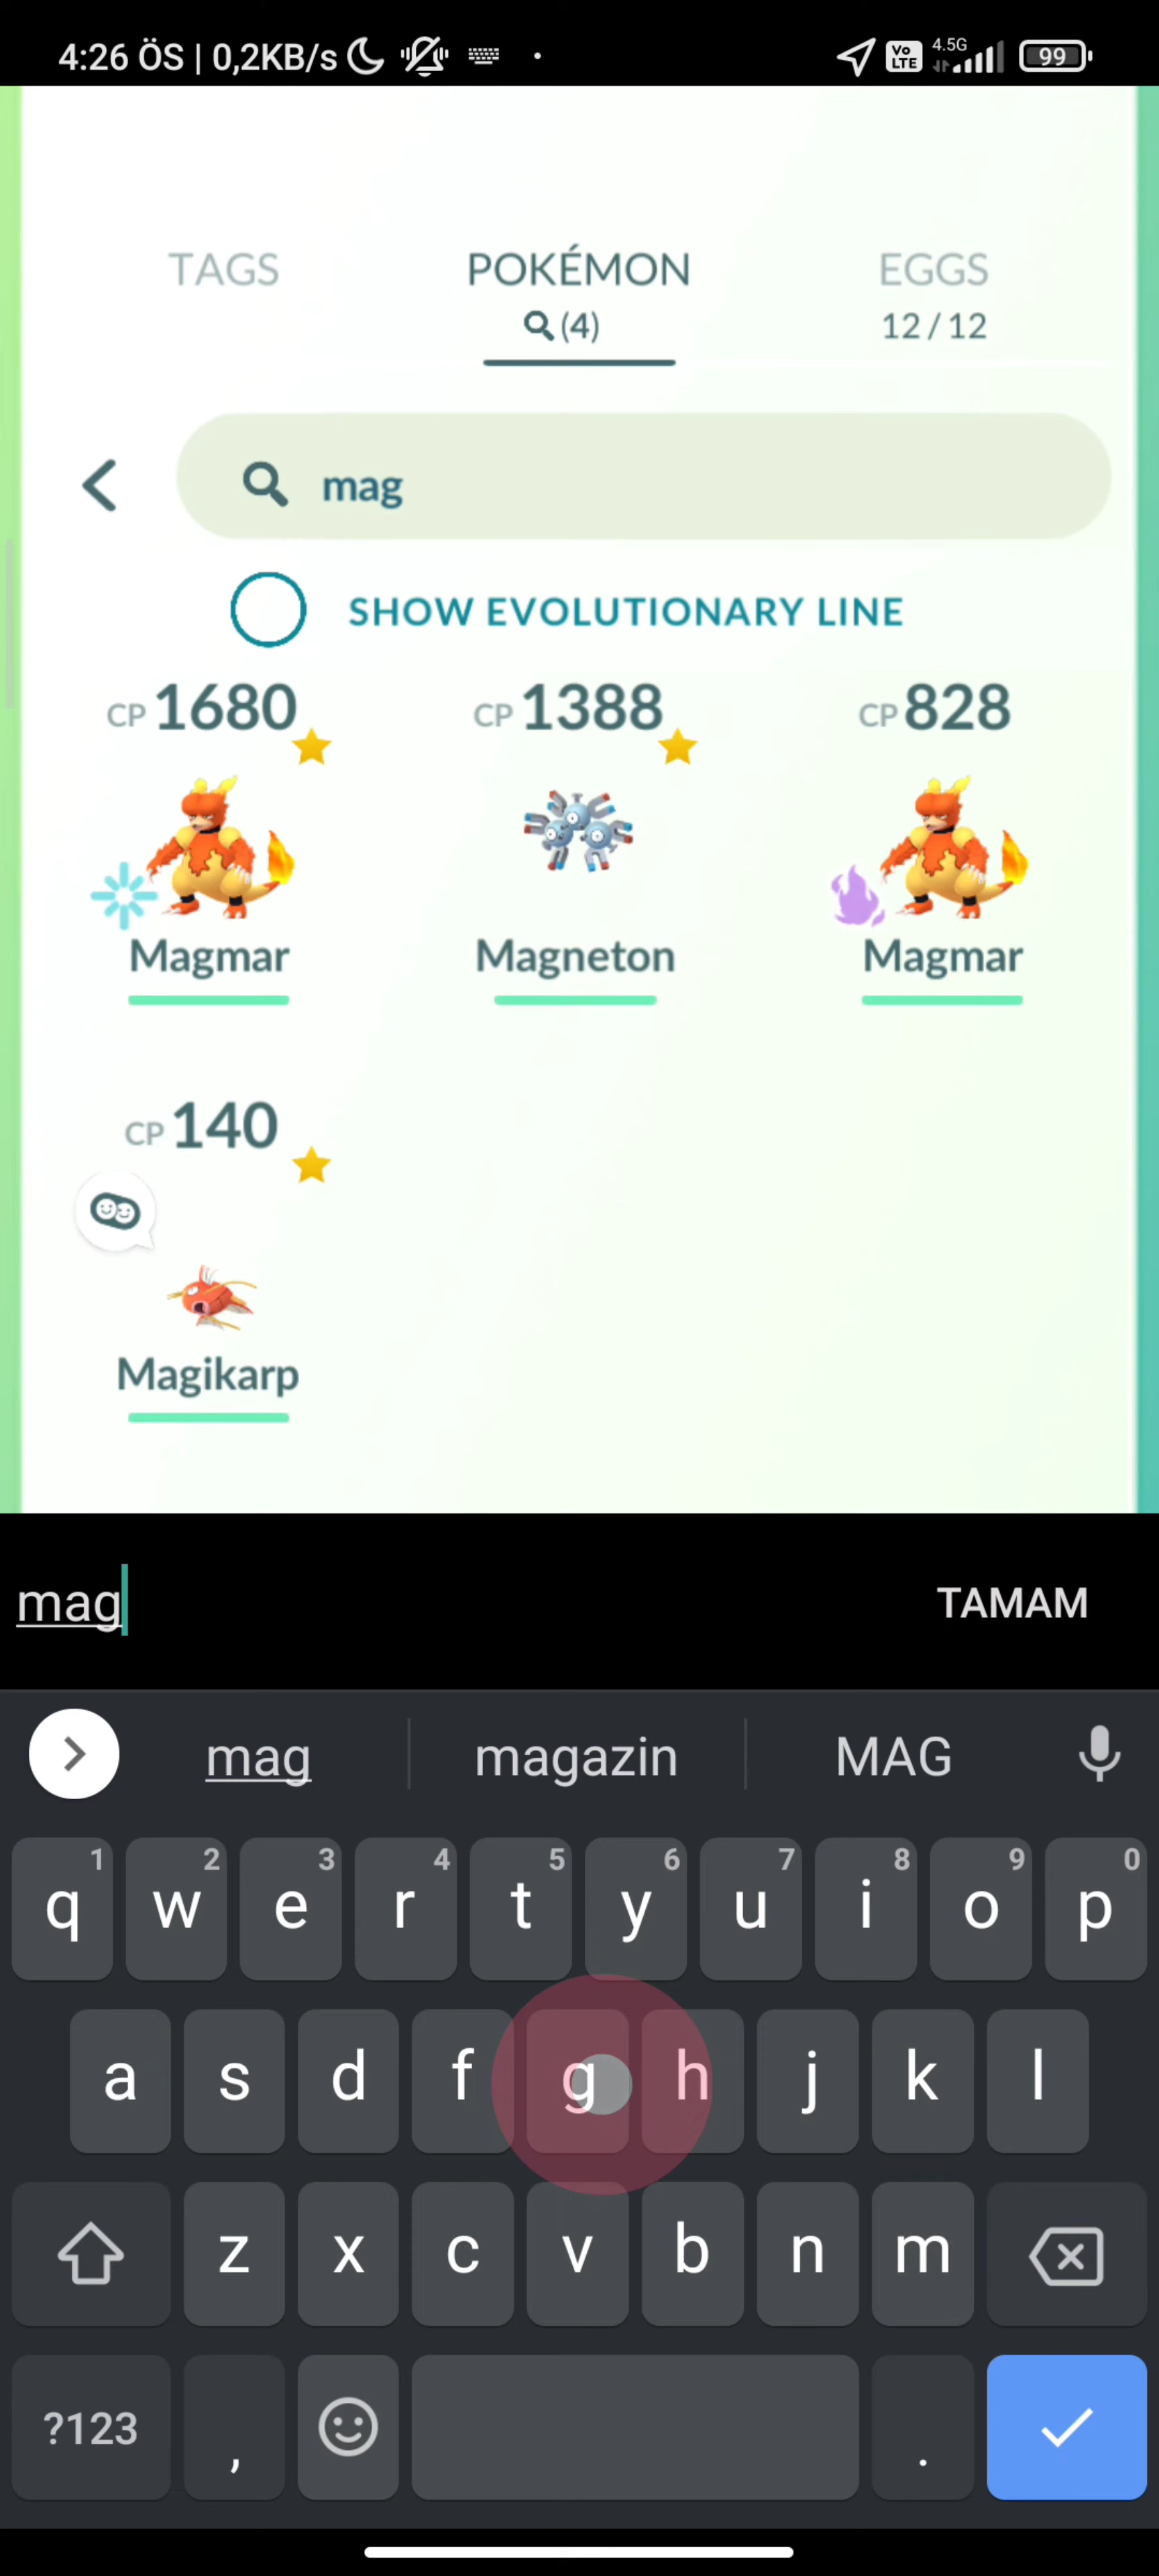 4:26 ÖS | 0,2KB/s Vo LTE 4.5G 99
TAGS POKÉMON EGGS
(4) 12 / 12
mag
SHOW EVOLUTIONARY LINE
CP 1680 CP 1388 CP 828
Magmar Magneton Magmar
CP 140
Magikarp
mag TAMAM
mag magazin MAG
1 2 3 4 5 6 7 8 9 0
q w e r t y u i o p
a s d f g h j k l
z x c v b n m
?123 , .